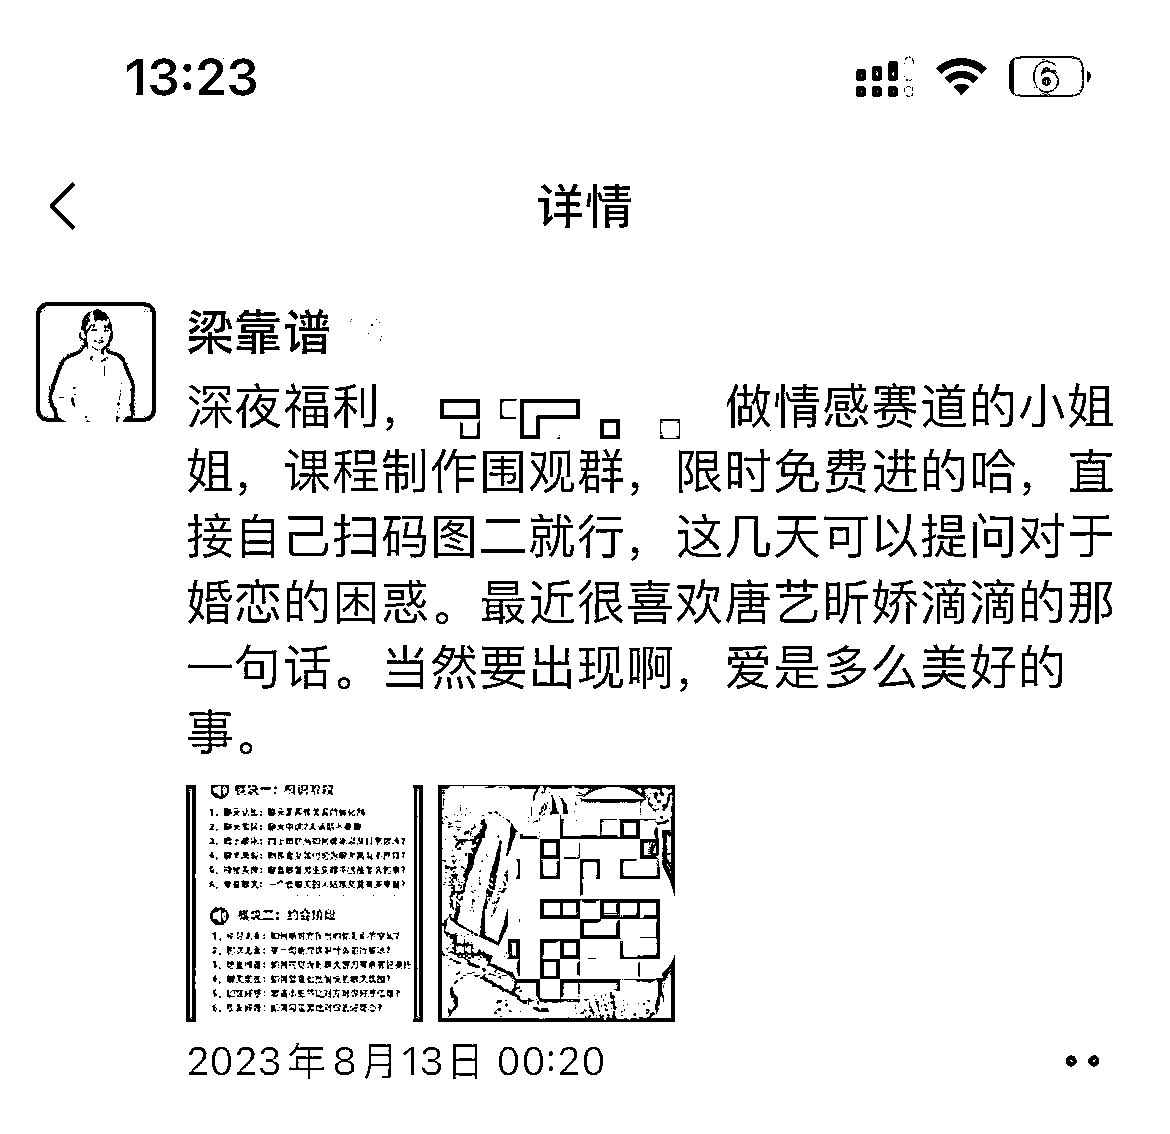 13:23
6
详情
梁靠谱
深夜福利， 做情感赛道的小姐
姐，课程制作围观群，限时免费进的哈，直
接自己扫码图二就行，这几天可以提问对于
婚恋的困惑。最近很喜欢唐艺昕娇滴滴的那
一句话。当然要出现啊，爱是多么美好的
事。
模块一：相识阶段
模块二：约会阶段
2023年8月13日 00:20